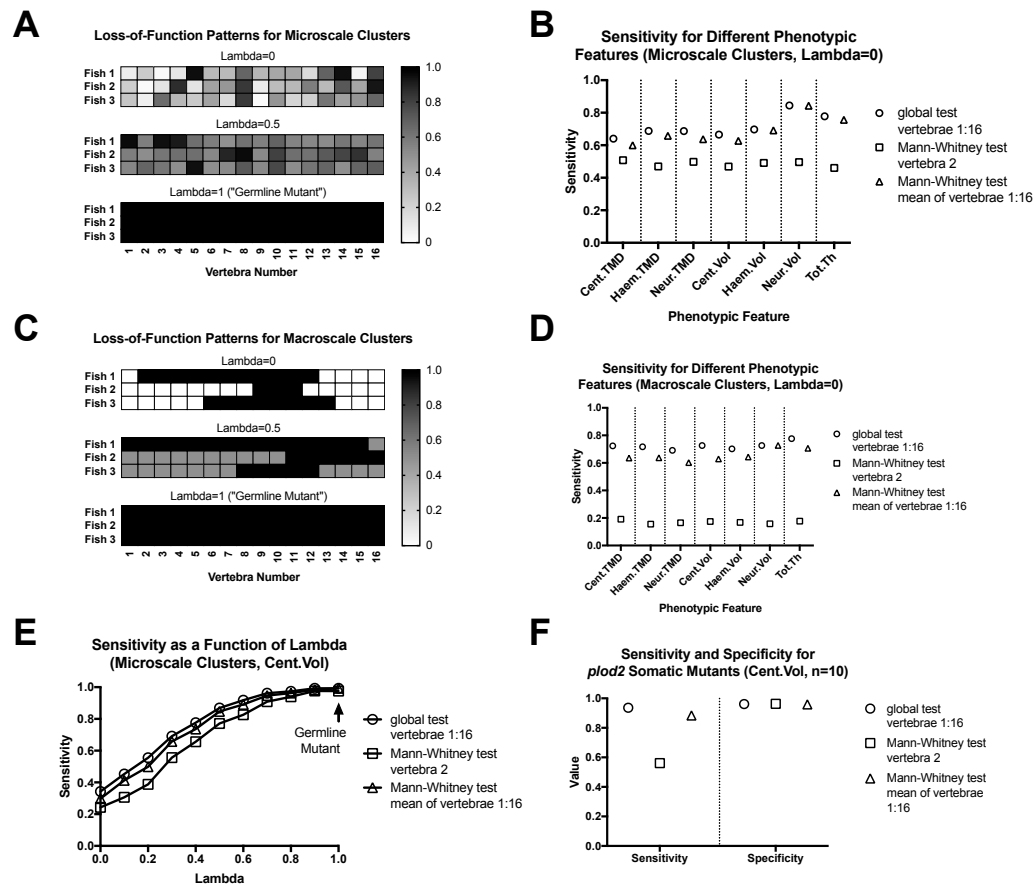 A
Loss-of-Function Patterns for Microscale Clusters
Lambda=0
Fish 1
Fish 2
Fish 3
Lambda=0.5
Fish 1
Fish 2
Fish 3
Lambda=1 ("Germline Mutant")
Fish 1
Fish 2
Fish 3
1 2 3 4 5 6 7 8 9 10 11 12 13 14 15 16
Vertebra Number
1.0
0.8
0.6
0.4
0.2
0
B
Sensitivity for Different Phenotypic
Features (Microscale Clusters, Lambda=0)
Sensitivity
1.0
0.8
0.6
0.4
0.2
0.0
Cent.TMD
Haem.TMD
Neur.TMD
Cent.Vol
Haem.Vol
Neur.Vol
Tot.Th
Phenotypic Feature
global test
vertebrae 1:16
Mann-Whitney test
vertebra 2
Mann-Whitney test
mean of vertebrae 1:16
C
Loss-of-Function Patterns for Macroscale Clusters
Lambda=0
Fish 1
Fish 2
Fish 3
Lambda=0.5
Fish 1
Fish 2
Fish 3
Lambda=1 ("Germline Mutant")
Fish 1
Fish 2
Fish 3
1 2 3 4 5 6 7 8 9 10 11 12 13 14 15 16
Vertebra Number
1.0
0.8
0.6
0.4
0.2
0
D
Sensitivity for Different Phenotypic
Features (Macroscale Clusters, Lambda=0)
Sensitivity
1.0
0.8
0.6
0.4
0.2
0.0
Cent.TMD
Haem.TMD
Neur.TMD
Cent.Vol
Haem.Vol
Neur.Vol
Tot.Th
Phenotypic Feature
global test
vertebrae 1:16
Mann-Whitney test
vertebra 2
Mann-Whitney test
mean of vertebrae 1:16
E
Sensitivity as a Function of Lambda
(Microscale Clusters, Cent.Vol)
Sensitivity
1.0
0.8
0.6
0.4
0.2
0.0
0.0 0.2 0.4 0.6 0.8 1.0
Lambda
Germline
Mutant
global test
vertebrae 1:16
Mann-Whitney test
vertebra 2
Mann-Whitney test
mean of vertebrae 1:16
F
Sensitivity and Specificity for
plod2 Somatic Mutants (Cent.Vol, n=10)
Value
1.0
0.8
0.6
0.4
0.2
0.0
Sensitivity
Specificity
global test
vertebrae 1:16
Mann-Whitney test
vertebra 2
Mann-Whitney test
mean of vertebrae
1:16